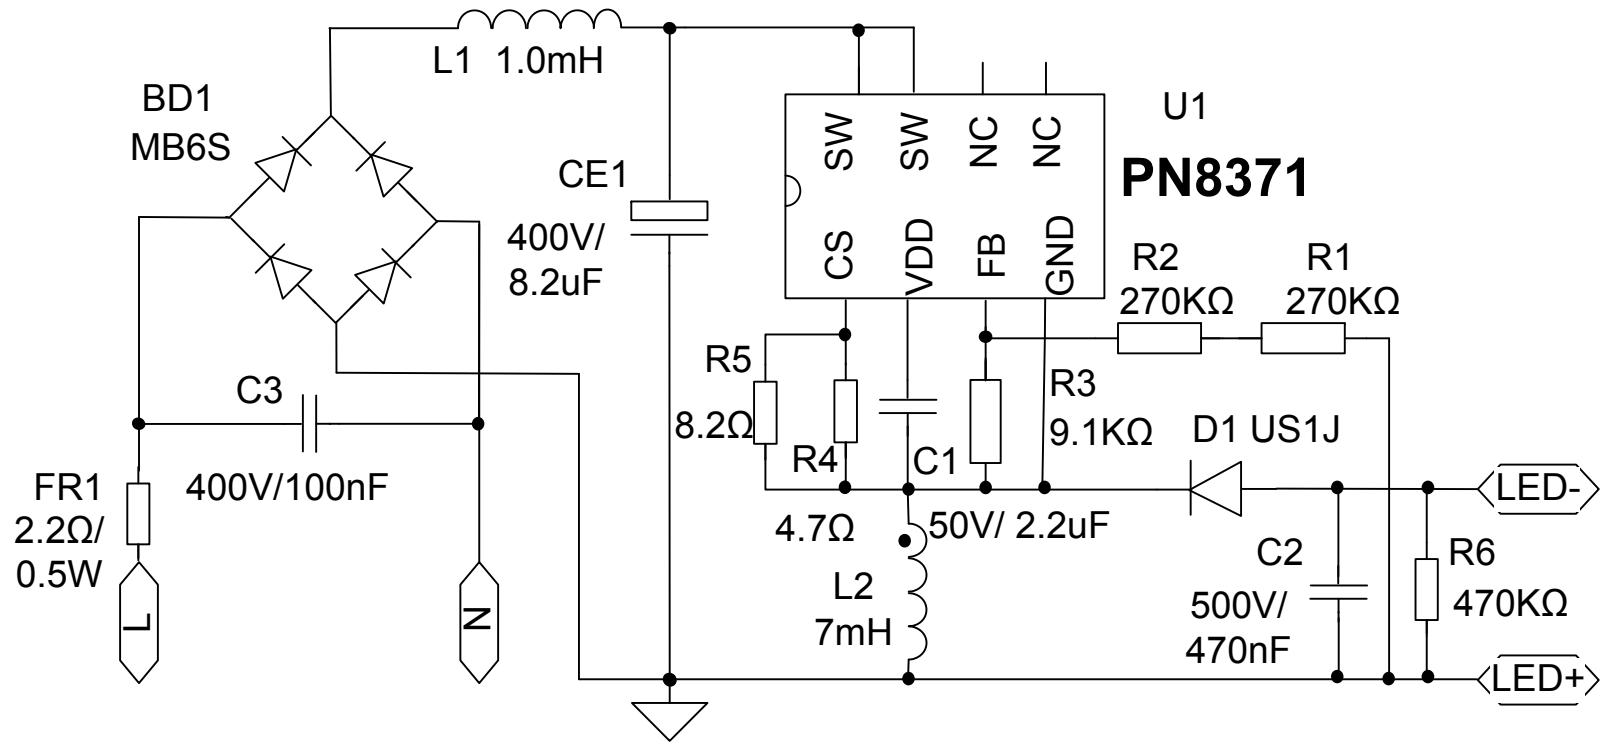 L1 1.0mH
BD1
MB6S
U1
PN8371
SW
SW
NC
NC
CE1
400V/
8.2uF
CS
VDD
FB
GND
R2
270KΩ
R1
270KΩ
R5
8.2Ω
R4
4.7Ω
C1
50V/ 2.2uF
R3
9.1KΩ
D1 US1J
C3
400V/100nF
FR1
2.2Ω/
0.5W
L
N
L2
7mH
C2
500V/
470nF
R6
470KΩ
LED-
LED+